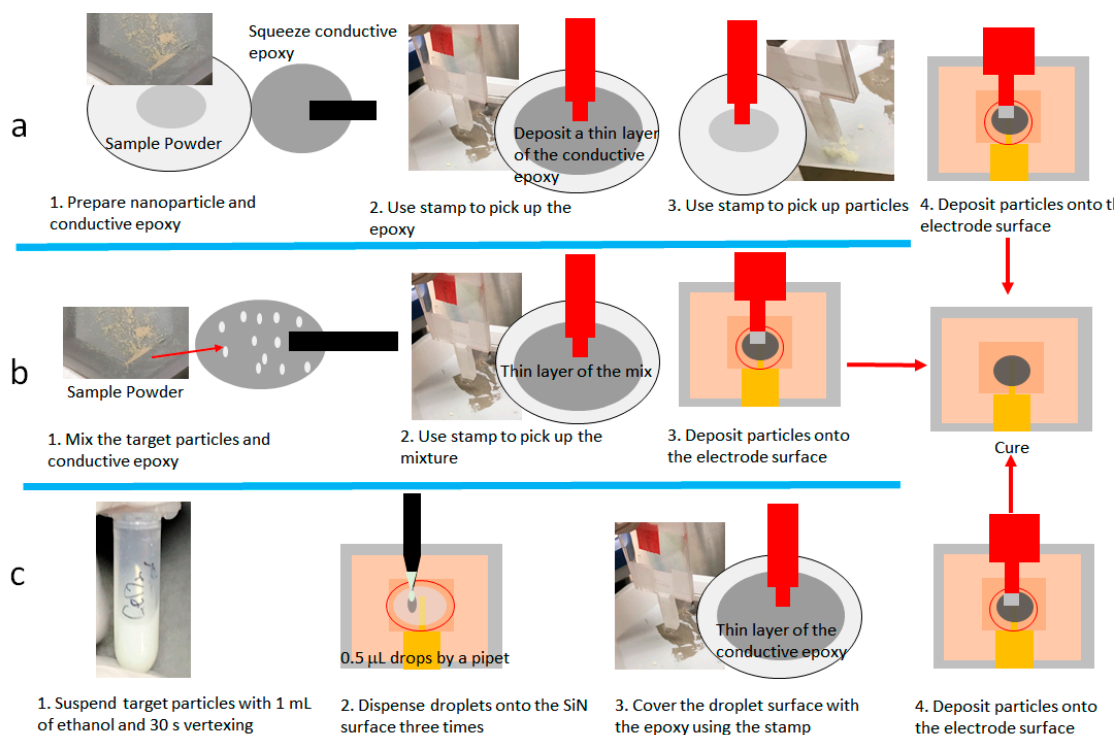 a
Squeeze conductive
epoxy
Sample Powder
1. Prepare nanoparticle and
conductive epoxy
Deposit a thin layer
of the conductive
epoxy
2. Use stamp to pick up the
epoxy
3. Use stamp to pick up particles
4. Deposit particles onto th
electrode surface
b
Sample Powder
1. Mix the target particles and
conductive epoxy
Thin layer of the mix
2. Use stamp to pick up the
mixture
3. Deposit particles onto
the electrode surface
Cure
c
1. Suspend target particles with 1 mL
of ethanol and 30 s vertexing
0.5 µL drops by a pipet
2. Dispense droplets onto the SiN
surface three times
Thin layer of the
conductive epoxy
3. Cover the droplet surface with
the epoxy using the stamp
4. Deposit particles onto
the electrode surface